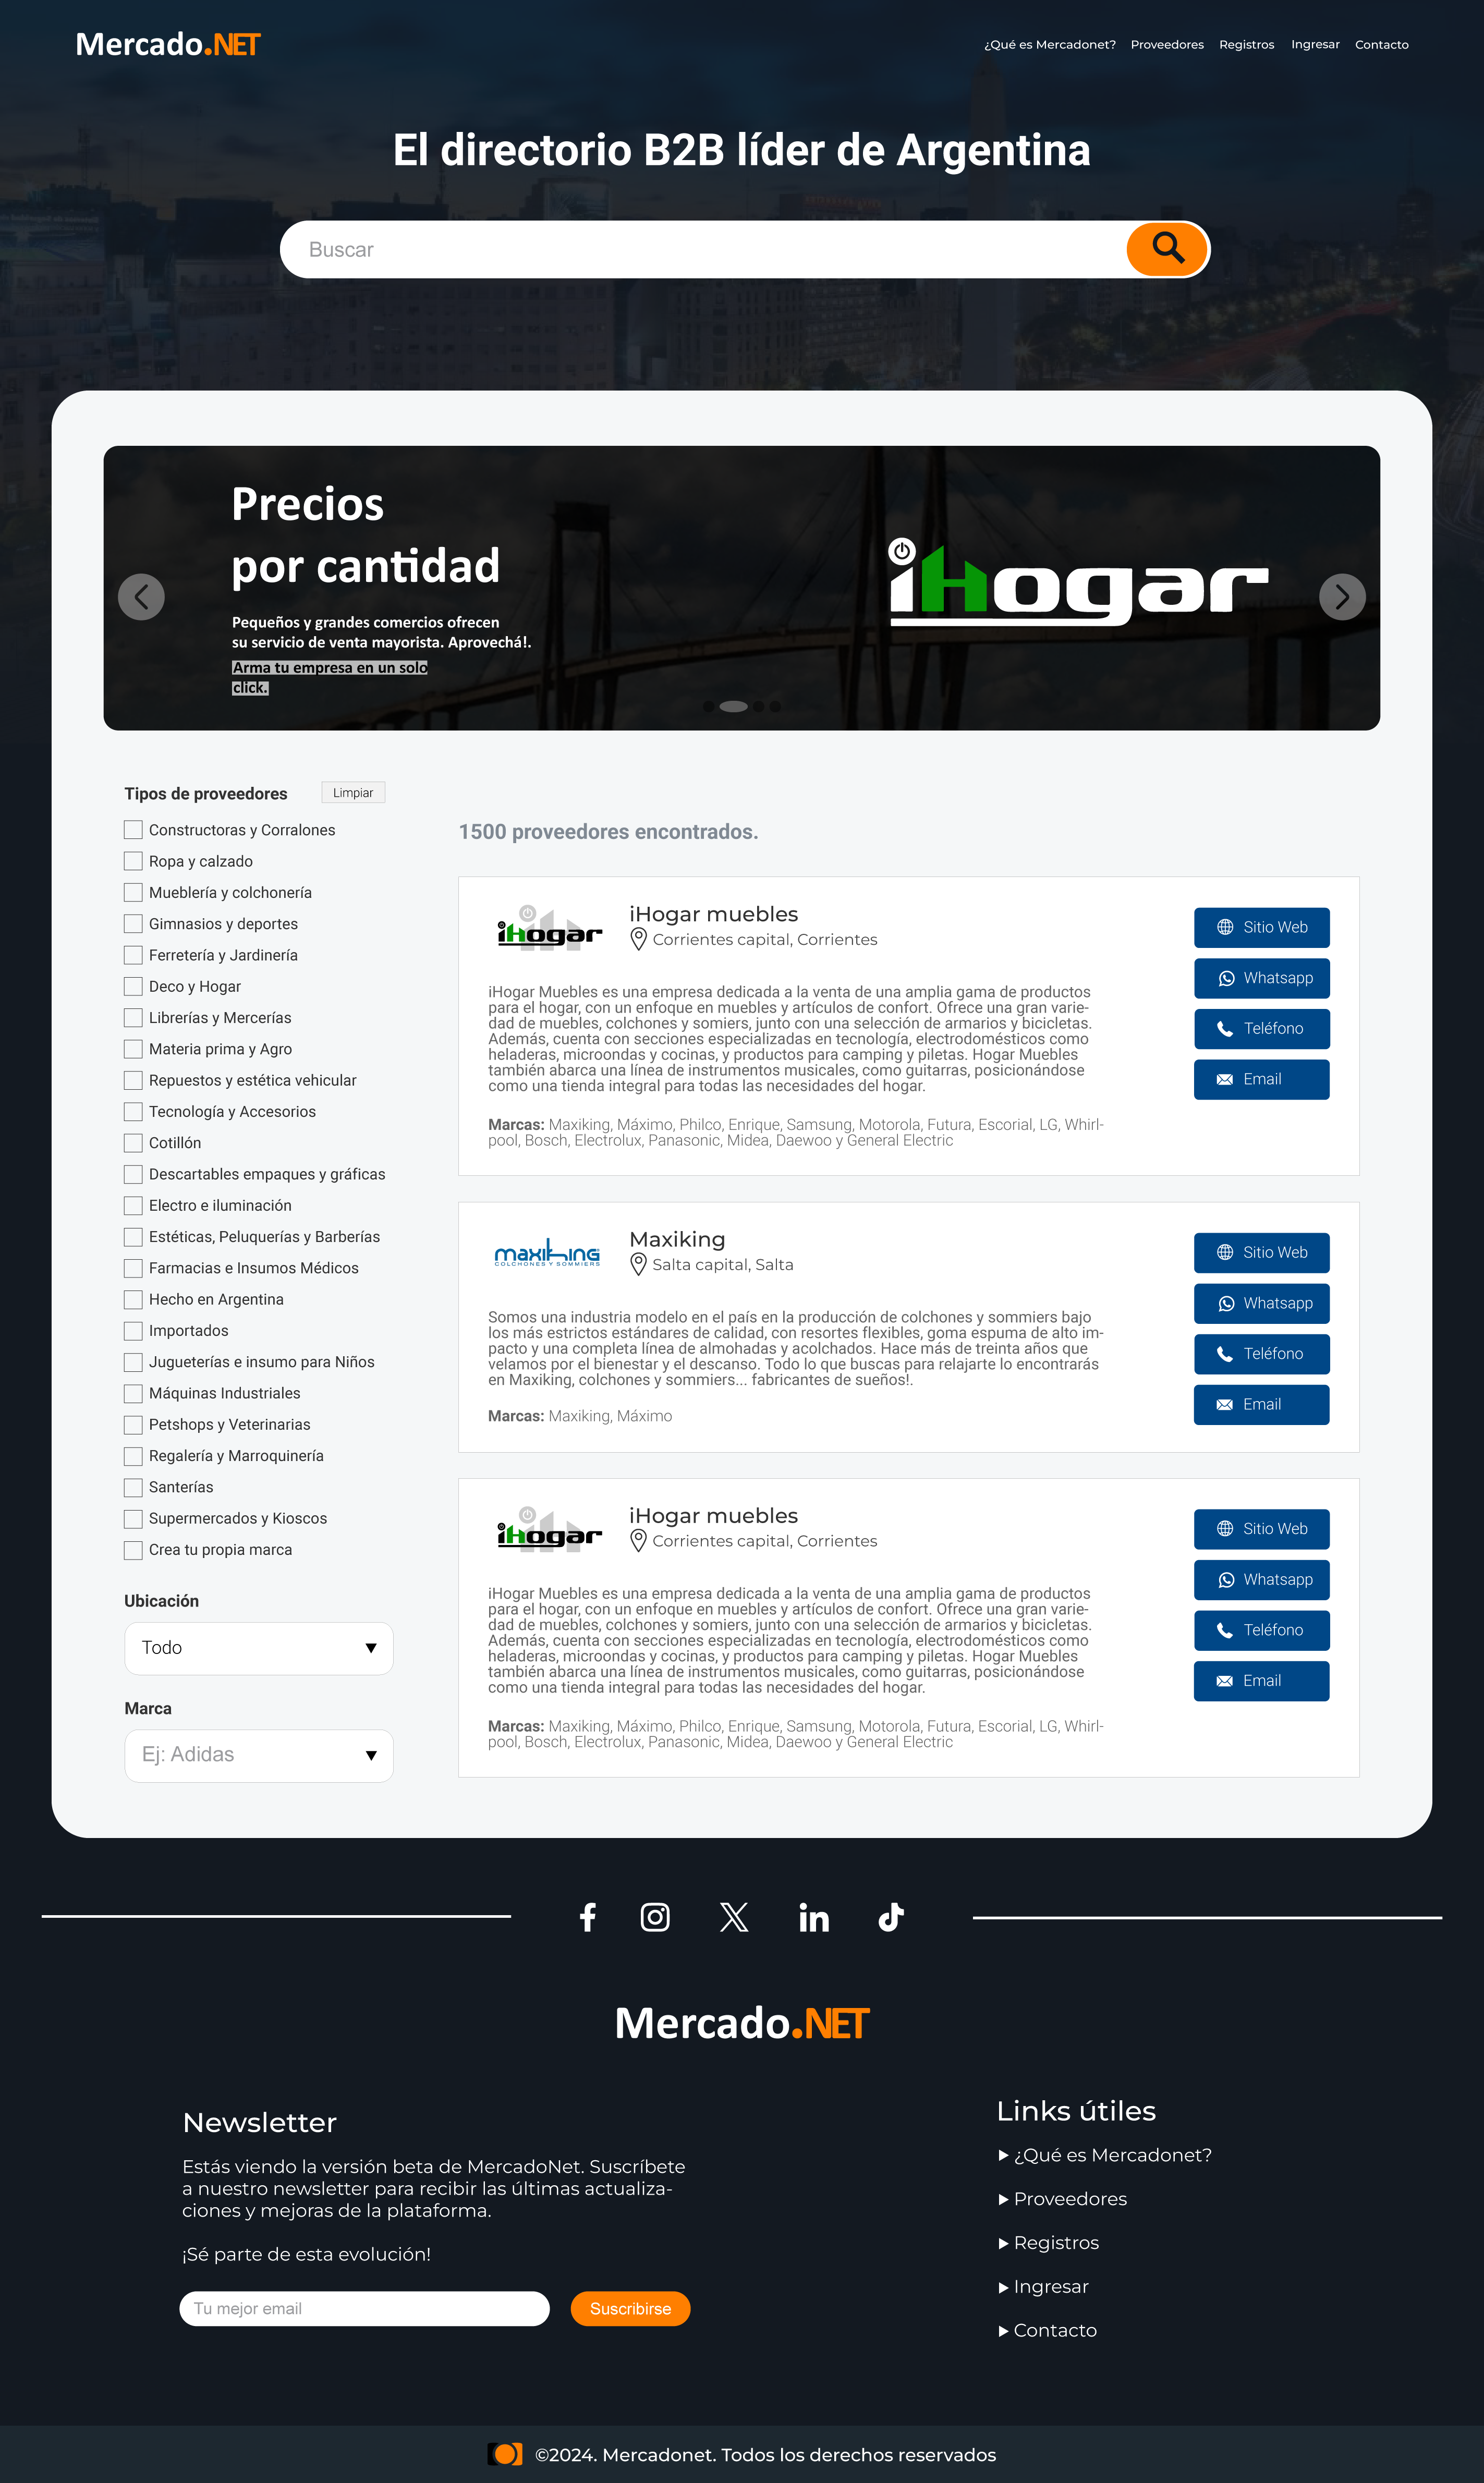 Mercado.NET
¿Qué es Mercadonet? Proveedores Registros Ingresar Contacto
El directorio B2B líder de Argentina
Buscar
Precios
por cantidad
Pequeños y grandes comercios ofrecen
su servicio de venta mayorista. Aprovechá!.
Arma tu empresa en un solo
click.
iHogar
Tipos de proveedores
Limpiar
Constructoras y Corralones
Ropa y calzado
Mueblería y colchonería
Gimnasios y deportes
Ferretería y Jardinería
Deco y Hogar
Librerías y Mercerías
Materia prima y Agro
Repuestos y estética vehicular
Tecnología y Accesorios
Cotillón
Descartables empaques y gráficas
Electro e iluminación
Estéticas, Peluquerías y Barberías
Farmacias e Insumos Médicos
Hecho en Argentina
Importados
Jugueterías e insumo para Niños
Máquinas Industriales
Petshops y Veterinarias
Regalería y Marroquinería
Santerías
Supermercados y Kioscos
Crea tu propia marca
Ubicación
Todo
Marca
Ej: Adidas
1500 proveedores encontrados.
iHogar
iHogar muebles
Corrientes capital, Corrientes
iHogar Muebles es una empresa dedicada a la venta de una amplia gama de productos
para el hogar, con un enfoque en muebles y artículos de confort. Ofrece una gran varie-
dad de muebles, colchones y somiers, junto con una selección de armarios y bicicletas.
Además, cuenta con secciones especializadas en tecnología, electrodomésticos como
heladeras, microondas y cocinas, y productos para camping y piletas. Hogar Muebles
también abarca una línea de instrumentos musicales, como guitarras, posicionándose
como una tienda integral para todas las necesidades del hogar.
Marcas: Maxiking, Máximo, Philco, Enrique, Samsung, Motorola, Futura, Escorial, LG, Whirl-
pool, Bosch, Electrolux, Panasonic, Midea, Daewoo y General Electric
Sitio Web
Whatsapp
Teléfono
Email
maxiking
COLCHONES Y SOMMIERS
Maxiking
Salta capital, Salta
Somos una industria modelo en el país en la producción de colchones y sommiers bajo
los más estrictos estándares de calidad, con resortes flexibles, goma espuma de alto im-
pacto y una completa línea de almohadas y acolchados. Hace más de treinta años que
velamos por el bienestar y el descanso. Todo lo que buscas para relajarte lo encontrarás
en Maxiking, colchones y sommiers... fabricantes de sueños!.
Marcas: Maxiking, Máximo
Sitio Web
Whatsapp
Teléfono
Email
iHogar
iHogar muebles
Corrientes capital, Corrientes
iHogar Muebles es una empresa dedicada a la venta de una amplia gama de productos
para el hogar, con un enfoque en muebles y artículos de confort. Ofrece una gran varie-
dad de muebles, colchones y somiers, junto con una selección de armarios y bicicletas.
Además, cuenta con secciones especializadas en tecnología, electrodomésticos como
heladeras, microondas y cocinas, y productos para camping y piletas. Hogar Muebles
también abarca una línea de instrumentos musicales, como guitarras, posicionándose
como una tienda integral para todas las necesidades del hogar.
Marcas: Maxiking, Máximo, Philco, Enrique, Samsung, Motorola, Futura, Escorial, LG, Whirl-
pool, Bosch, Electrolux, Panasonic, Midea, Daewoo y General Electric
Sitio Web
Whatsapp
Teléfono
Email
Mercado.NET
Newsletter
Estás viendo la versión beta de MercadoNet. Suscríbete
a nuestro newsletter para recibir las últimas actualiza-
ciones y mejoras de la plataforma.
¡Sé parte de esta evolución!
Tu mejor email
Suscribirse
Links útiles
¿Qué es Mercadonet?
Proveedores
Registros
Ingresar
Contacto
©2024. Mercadonet. Todos los derechos reservados